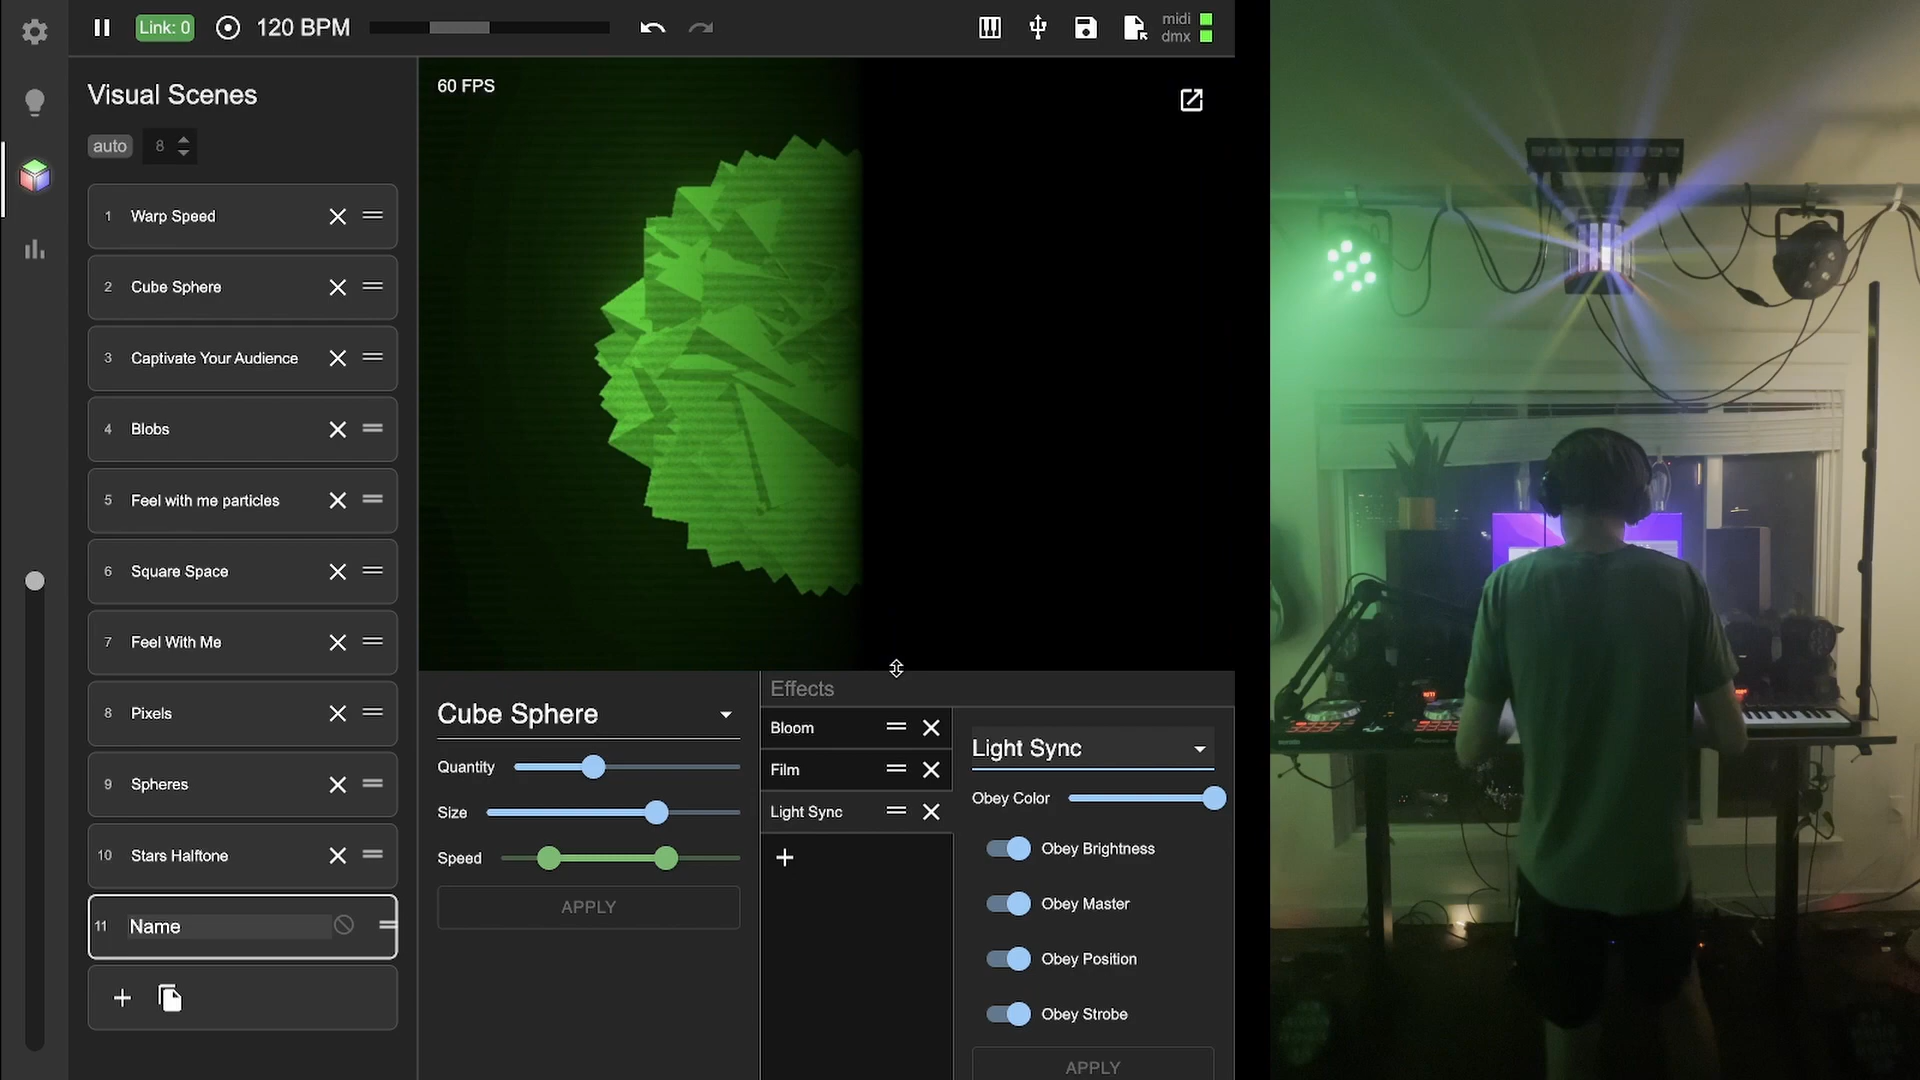 Link: 0
120 BPM
midi
dmx
Visual Scenes
auto
8
1 Warp Speed
2 Cube Sphere
3 Captivate Your Audience
4 Blobs
5 Feel with me particles
6 Square Space
7 Feel With Me
8 Pixels
9 Spheres
10 Stars Halftone
11 Name
60 FPS
Cube Sphere
Quantity
Size
Speed
APPLY
Effects
Bloom
Film
Light Sync
Light Sync
Obey Color
Obey Brightness
Obey Master
Obey Position
Obey Strobe
APPLY